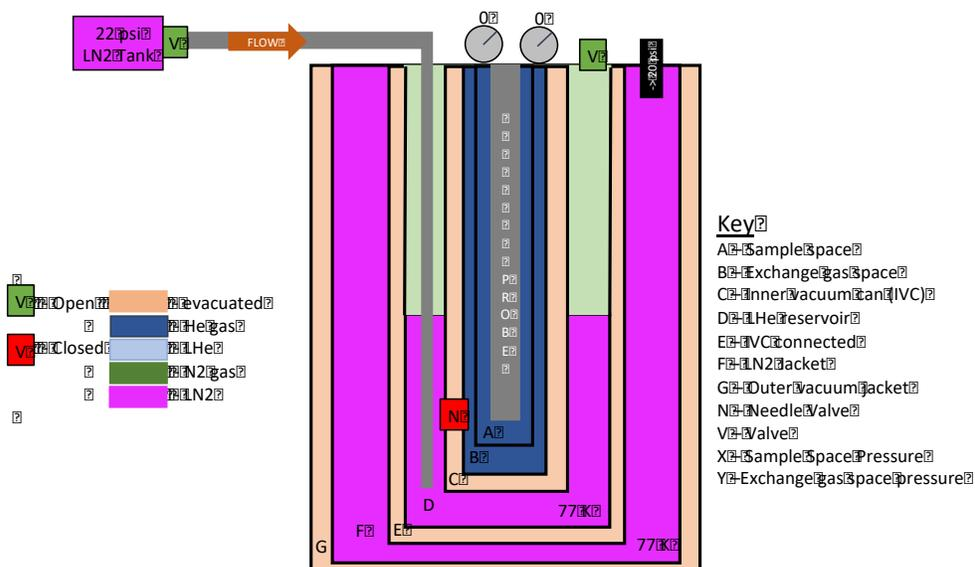 0
0
22 psi
LN2 Tank
V
FLOW
V
-> 20 psi
P
R
O
B
E
Key
A – Sample space
B – Exchange gas space
C – Inner vacuum can (IVC)
D – LHe reservoir
E – IVC connected
F – LN2 Jacket
G – Outer vacuum jacket
N – Needle Valve
V – Valve
X – Sample Space Pressure
Y – Exchange gas space pressure
V – Open
– evacuated
– He gas
V – Closed
– LHe
– N2 gas
– LN2
N
A
B
C
D
77 K
F
E
G
77 K